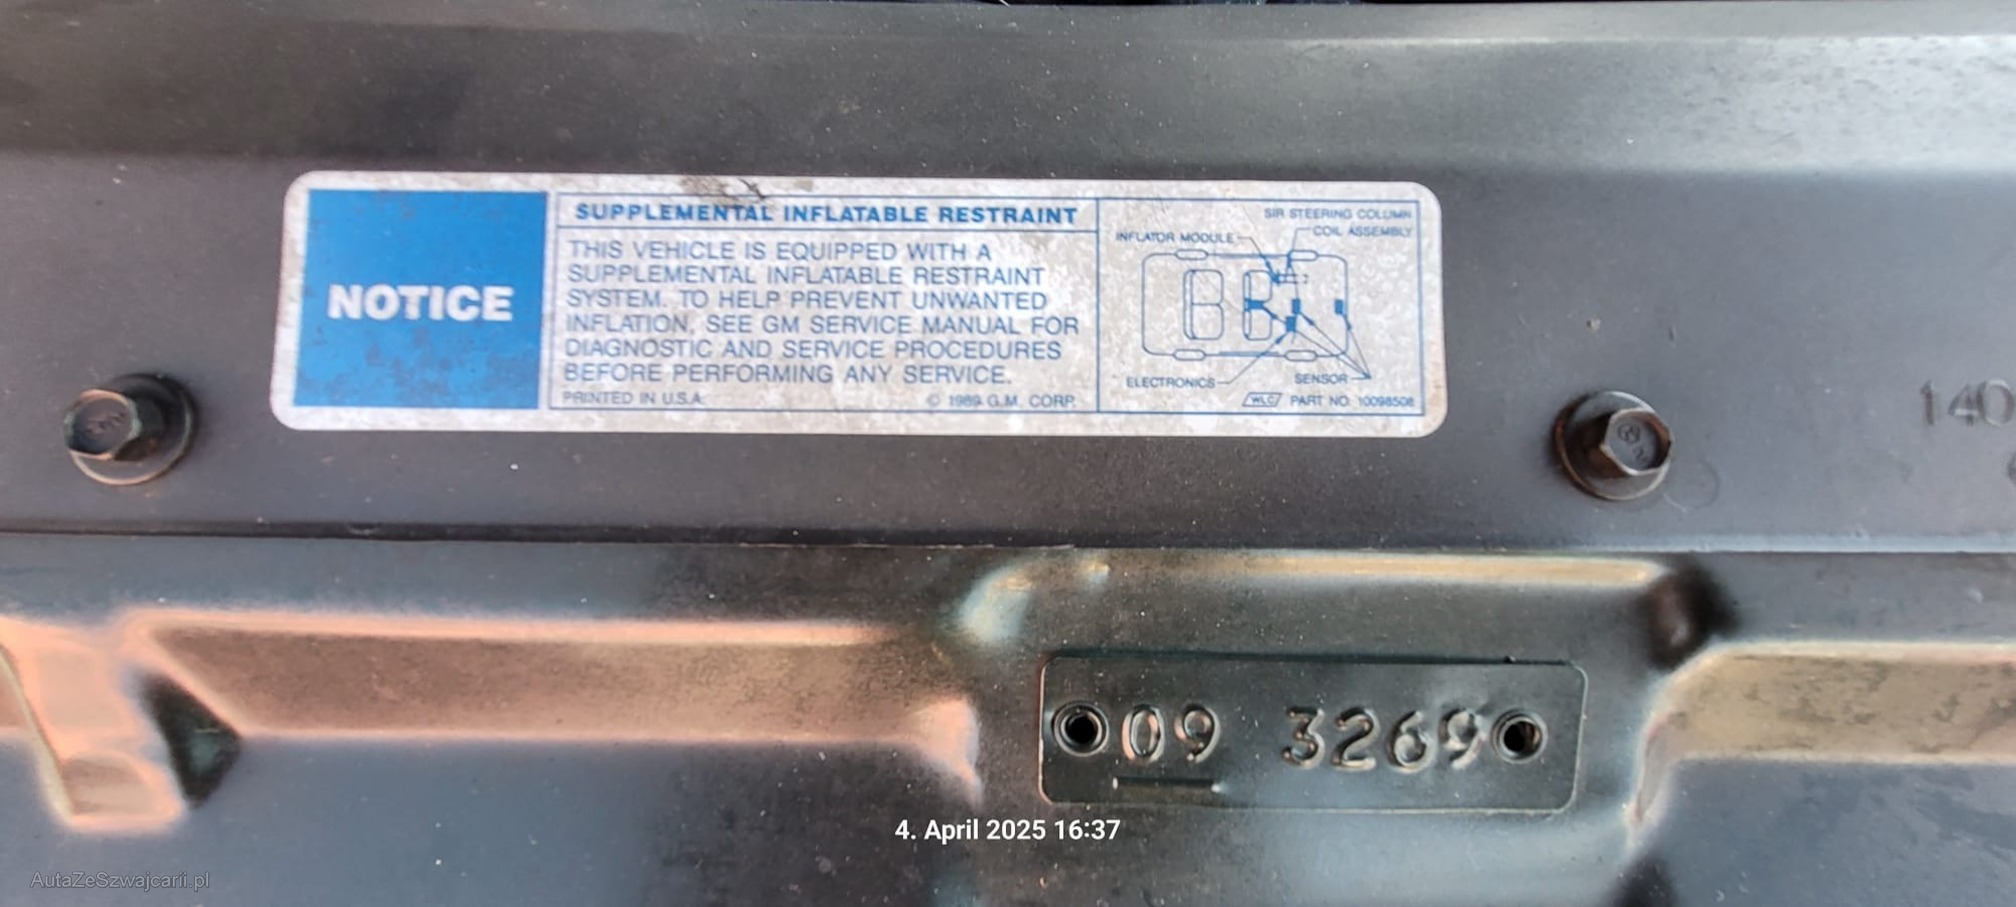 NOTICE
SUPPLEMENTAL INFLATABLE RESTRAINT
THIS VEHICLE IS EQUIPPED WITH A
SUPPLEMENTAL INFLATABLE RESTRAINT
SYSTEM. TO HELP PREVENT UNWANTED
INFLATION, SEE GM SERVICE MANUAL FOR
DIAGNOSTIC AND SERVICE PROCEDURES
BEFORE PERFORMING ANY SERVICE.
PRINTED IN U.S.A.
© 1989 G.M. CORP.
SIR STEERING COLUMN
COIL ASSEMBLY
INFLATOR MODULE
ELECTRONICS
SENSOR
WLC PART NO. 10098508
140
09 3269
4. April 2025 16:37
AutaZeSzwajcarii.pl